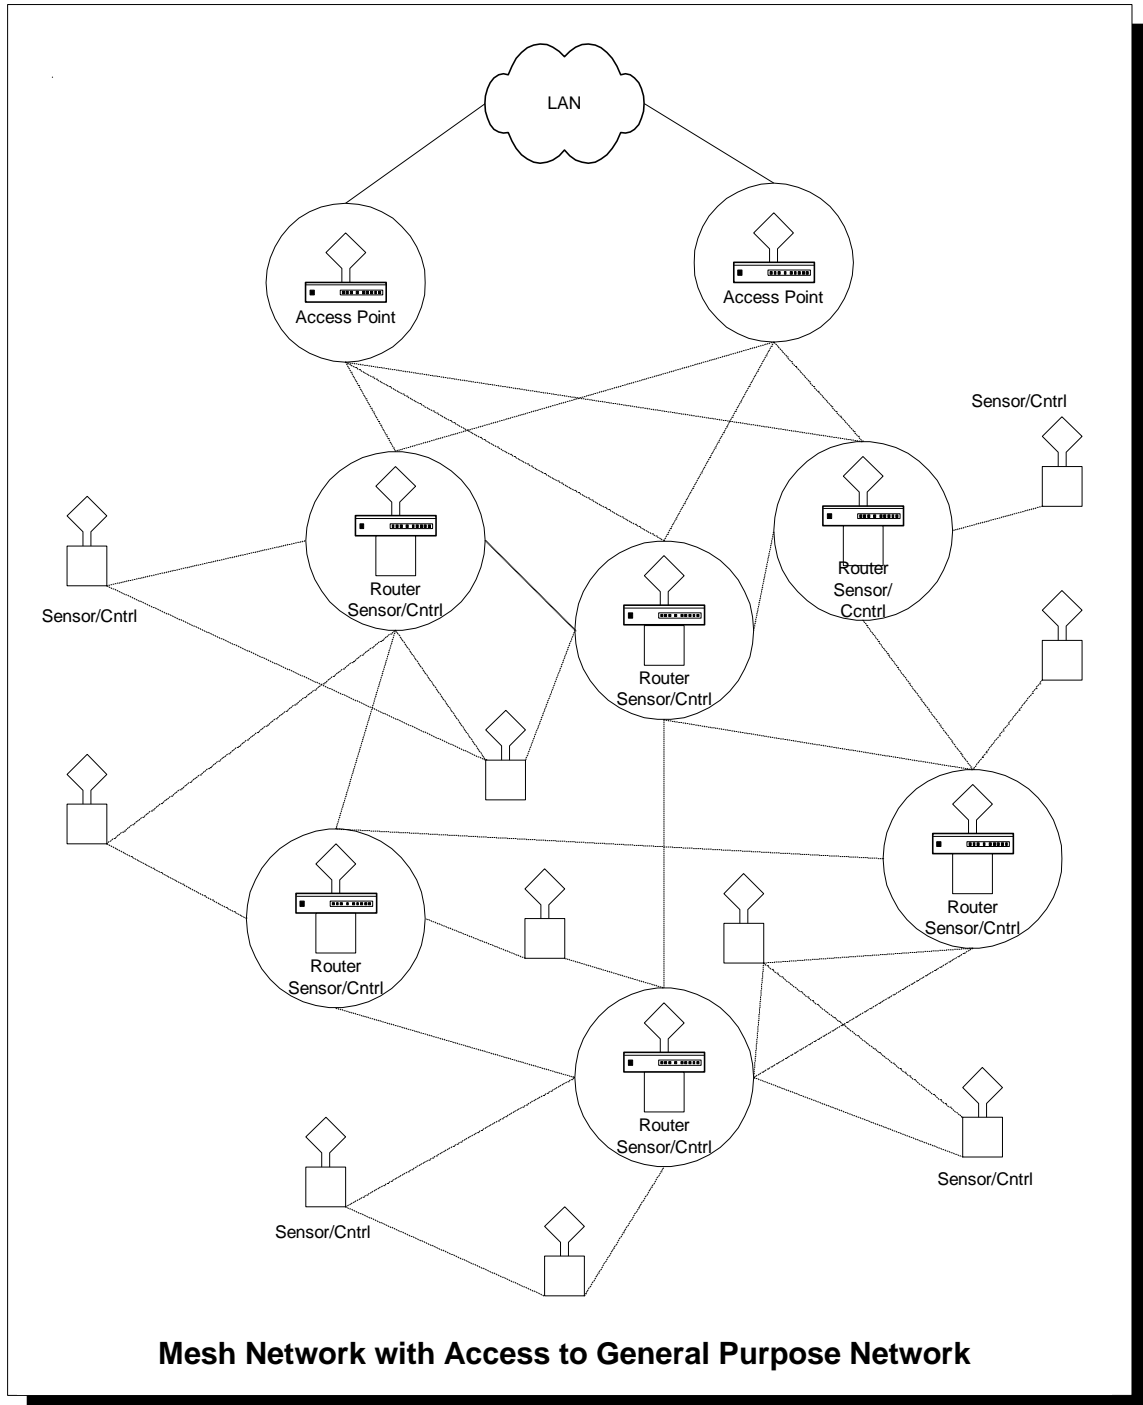 LAN
Access Point
Access Point
Sensor/Cntrl
Router
Sensor/Cntrl
Router
Sensor/
Ccntrl
Sensor/Cntrl
Router
Sensor/Cntrl
Router
Sensor/Cntrl
Router
Sensor/Cntrl
Router
Sensor/Cntrl
Sensor/Cntrl
Sensor/Cntrl
Mesh Network with Access to General Purpose Network